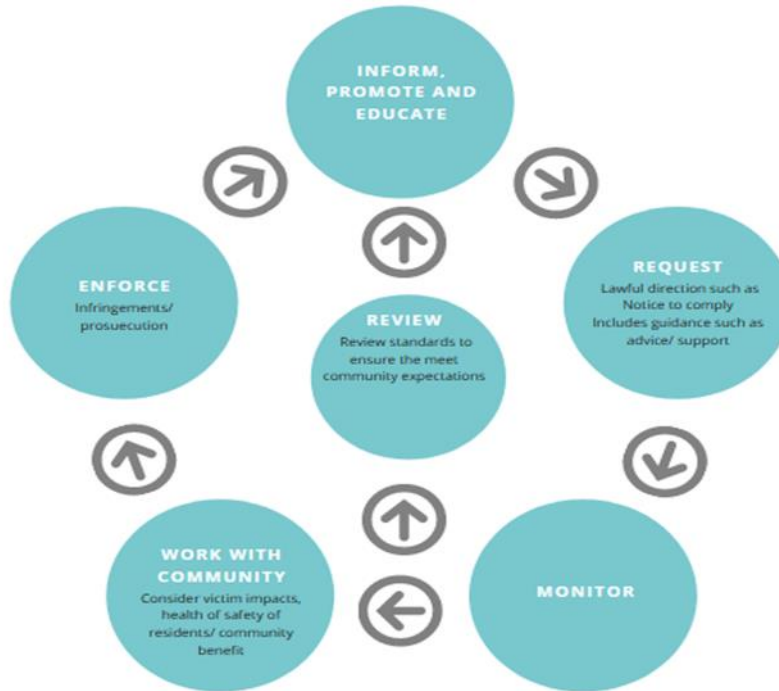 INFORM,
PROMOTE AND
EDUCATE
ENFORCE
Infringements/
prosuecution
REVIEW
Review standards to
ensure the meet
community expectations
REQUEST
Lawful direction such as
Notice to comply
Includes guidance such as
advice/ support
WORK WITH
COMMUNITY
Consider victim impacts,
health of safety of
residents/ community
benefit
MONITOR